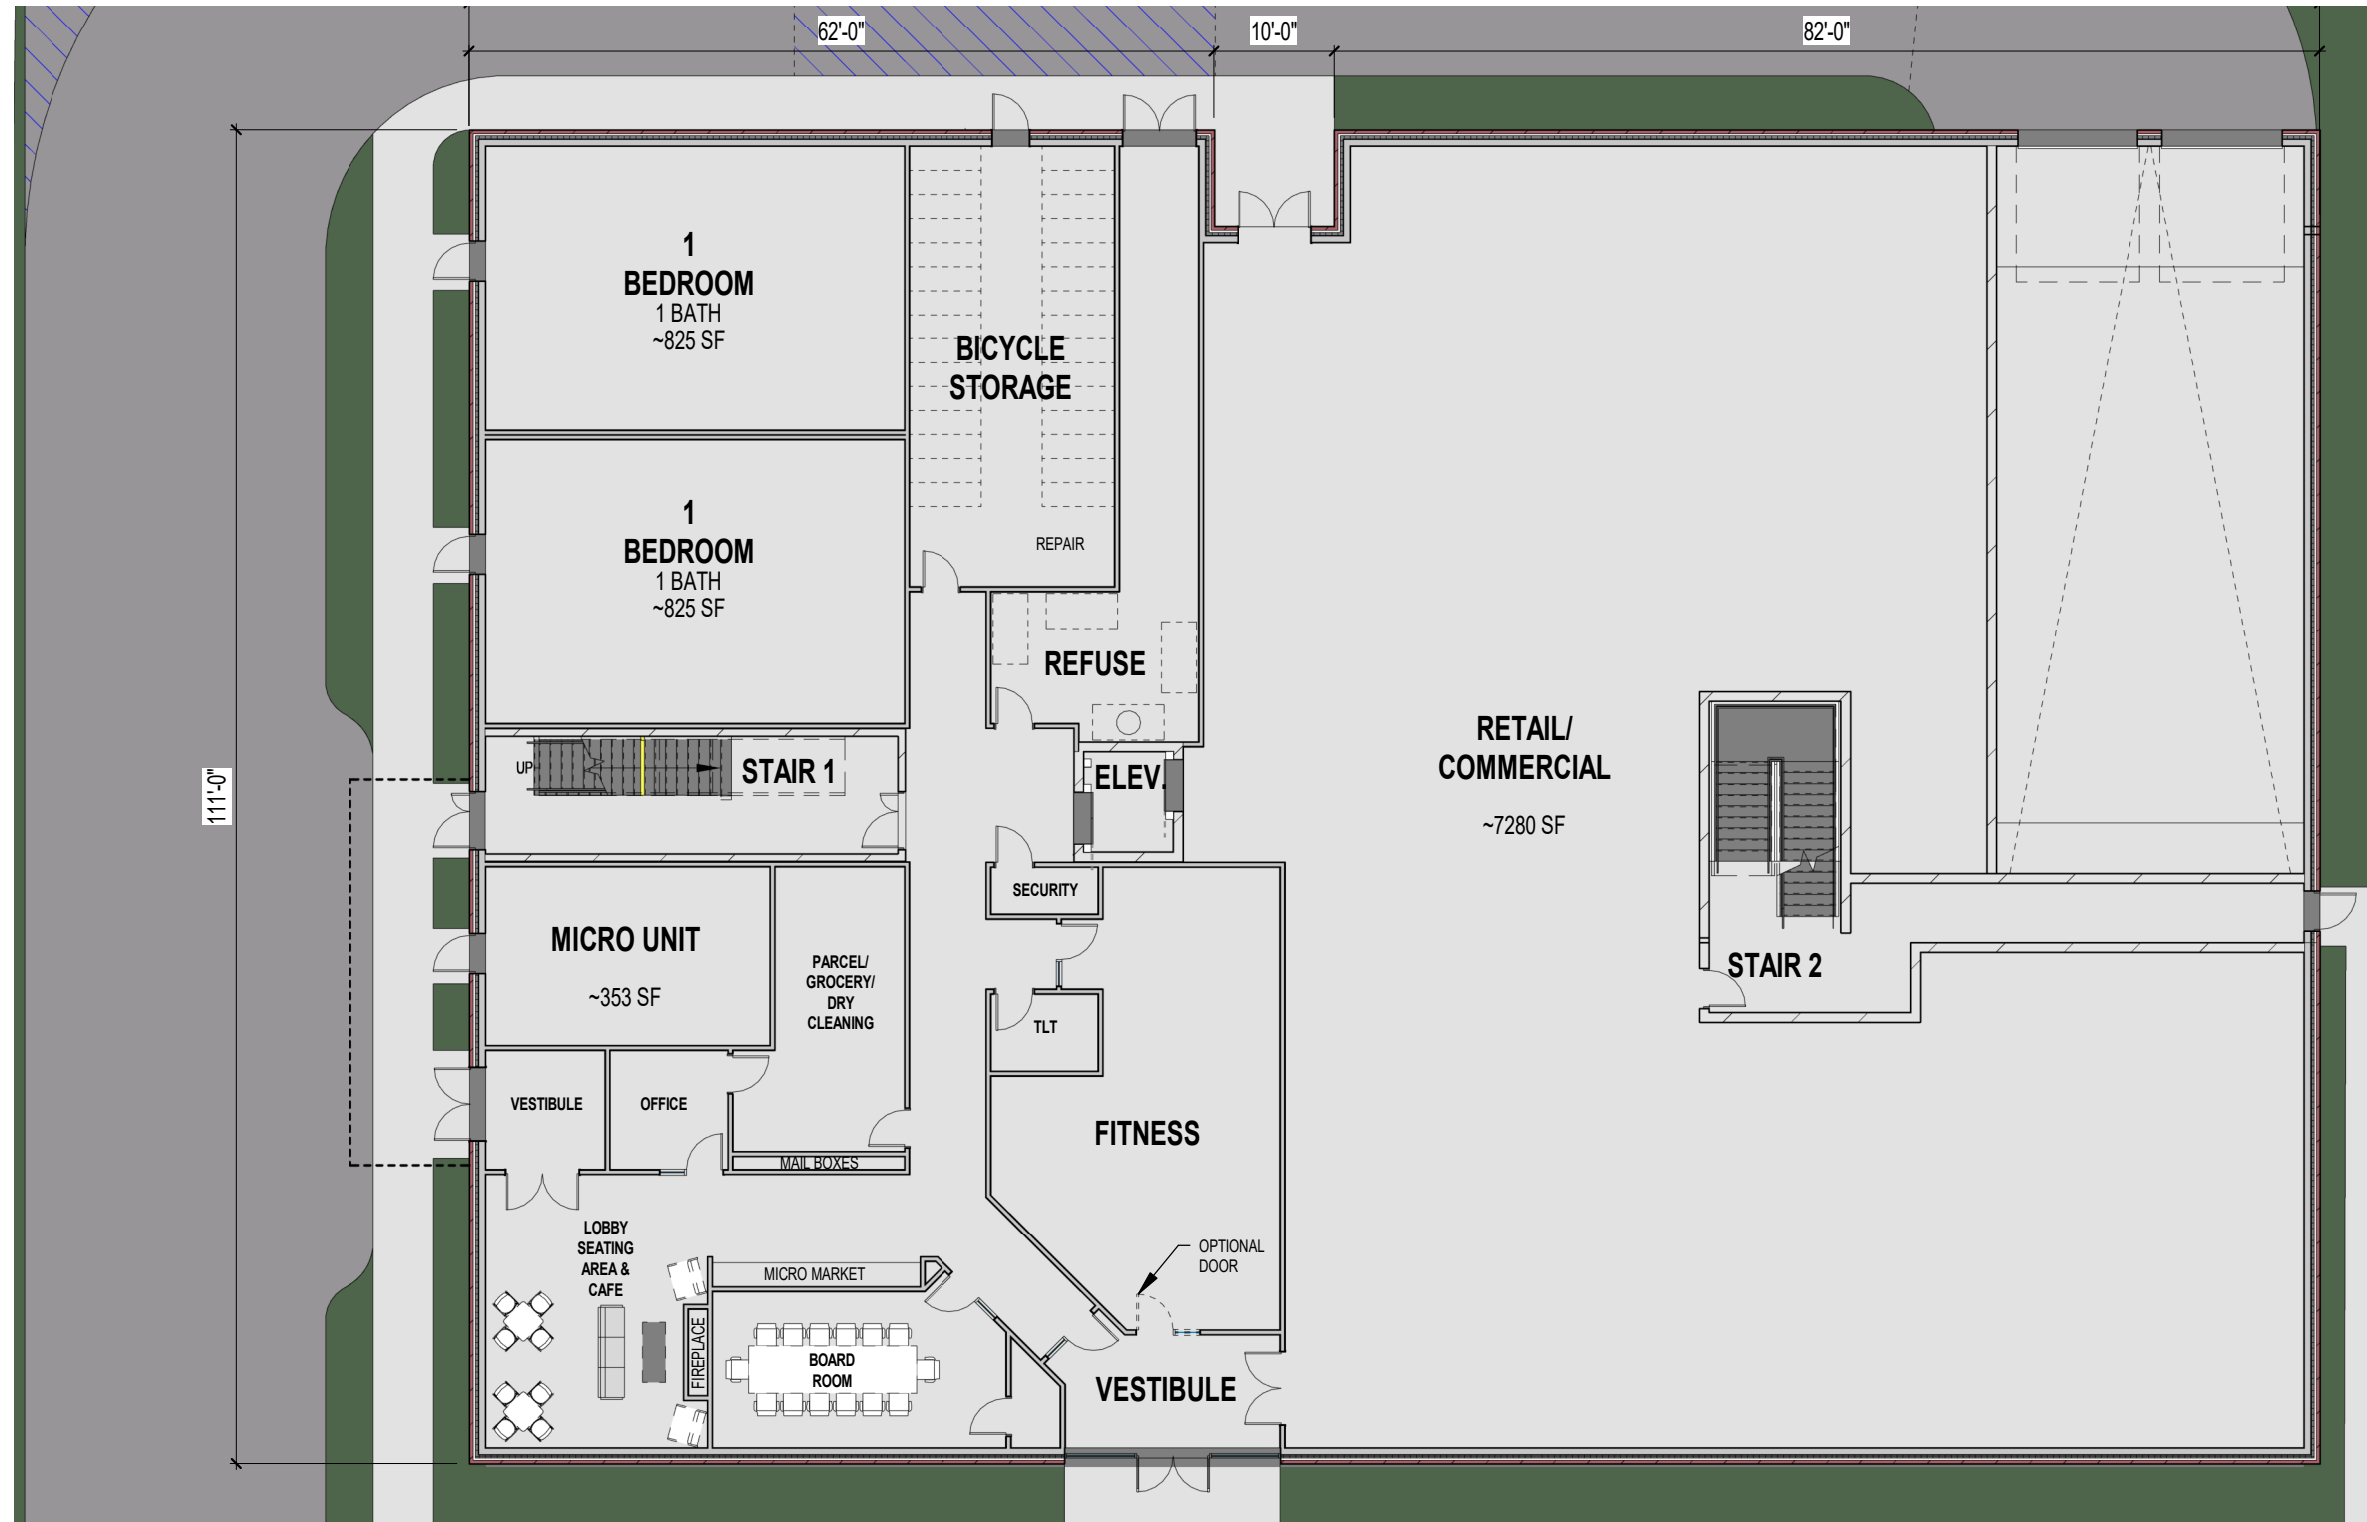 62'-0"
10'-0"
82'-0"
111'-0"
1
BEDROOM
1 BATH
~825 SF
BICYCLE
STORAGE
REPAIR
1
BEDROOM
1 BATH
~825 SF
REFUSE
UP
STAIR 1
ELEV.
RETAIL/
COMMERCIAL
~7280 SF
STAIR 2
SECURITY
MICRO UNIT
~353 SF
PARCEL/
GROCERY/
DRY
CLEANING
TLT
VESTIBULE
OFFICE
FITNESS
MAIL BOXES
LOBBY
SEATING
AREA &
CAFE
MICRO MARKET
OPTIONAL
DOOR
FIREPLACE
BOARD
ROOM
VESTIBULE